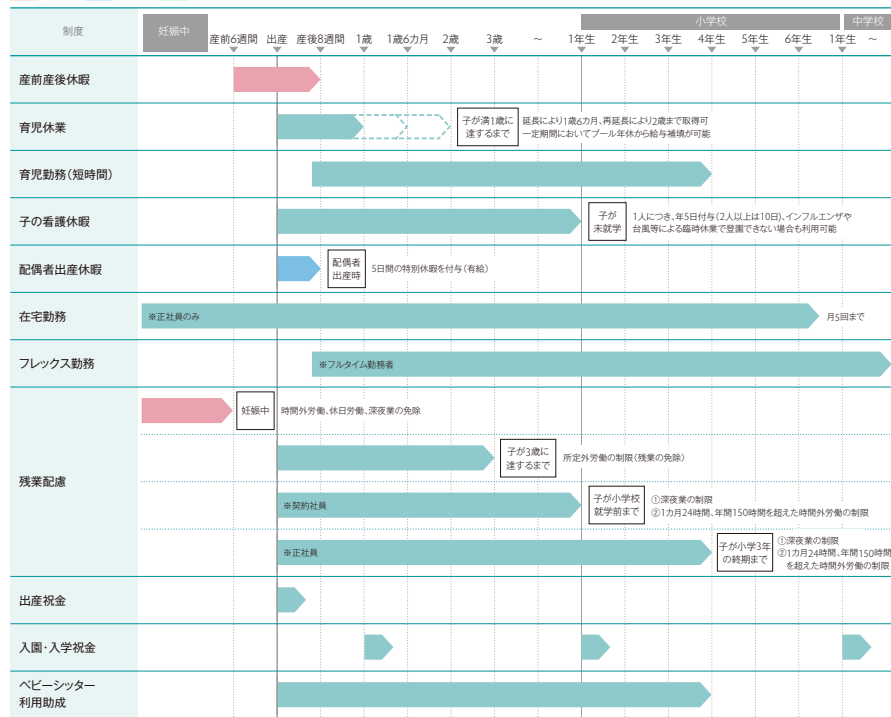 制度
妊娠中
小学校
中学校
産前6週間 出産 産後8週間 1歳 1歳6カ月 2歳 3歳 ～ 1年生 2年生 3年生 4年生 5年生 6年生 1年生 ～
産前産後休暇
育児休業
子が満1歳に
達するまで
延長により1歳6カ月、再延長により2歳まで取得可
一定期間においてプール年休から給与補填が可能
育児勤務（短時間）
子の看護休暇
子が
未就学
1人につき、年5日付与（2人以上は10日）、インフルエンザや
台風等による臨時休業で登園できない場合も利用可能
配偶者出産休暇
配偶者
出産時
5日間の特別休暇を付与（有給）
在宅勤務
※正社員のみ
月5回まで
フレックス勤務
※フルタイム勤務者
残業配慮
妊娠中
時間外労働、休日労働、深夜業の免除
子が3歳に
達するまで
所定外労働の制限（残業の免除）
※契約社員
子が小学校
就学前まで
①深夜業の制限
②1カ月24時間、年間150時間を超えた時間外労働の制限
※正社員
子が小学3年
の終期まで
①深夜業の制限
②1カ月24時間、年間150時間
を超えた時間外労働の制限
出産祝金
入園・入学祝金
ベビーシッター
利用助成